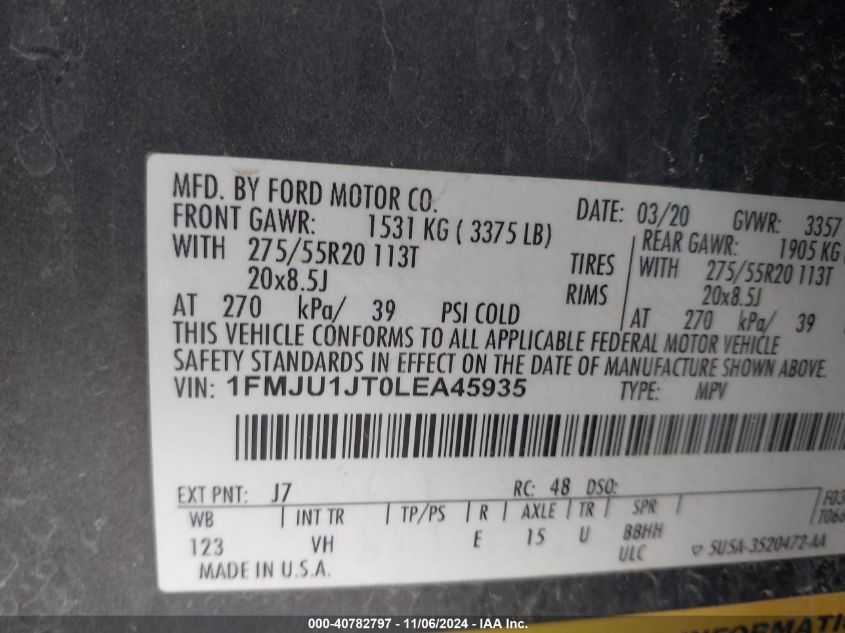 MFD. BY FORD MOTOR CO.
DATE: 03/20 GVWR: 3357
FRONT GAWR: 1531 KG ( 3375 LB)
REAR GAWR: 1905 KG
WITH 275/55R20 113T TIRES
WITH 275/55R20 113T
20x8.5J RIMS
20x8.5J
AT 270 kPa/ 39 PSI COLD
AT 270 kPa/ 39
THIS VEHICLE CONFORMS TO ALL APPLICABLE FEDERAL MOTOR VEHICLE
SAFETY STANDARDS IN EFFECT ON THE DATE OF MANUFACTURE SHOWN ABOVE.
VIN: 1FMJU1JT0LEA45935 TYPE: MPV
EXT PNT: J7 RC: 48 DSO:
WB INT TR TP/PS R AXLE TR SPR
123 VH E 15 U BBHH
ULC
5USA-3520472-AA
MADE IN U.S.A.
000-40782797 - 11/06/2024 - IAA Inc.